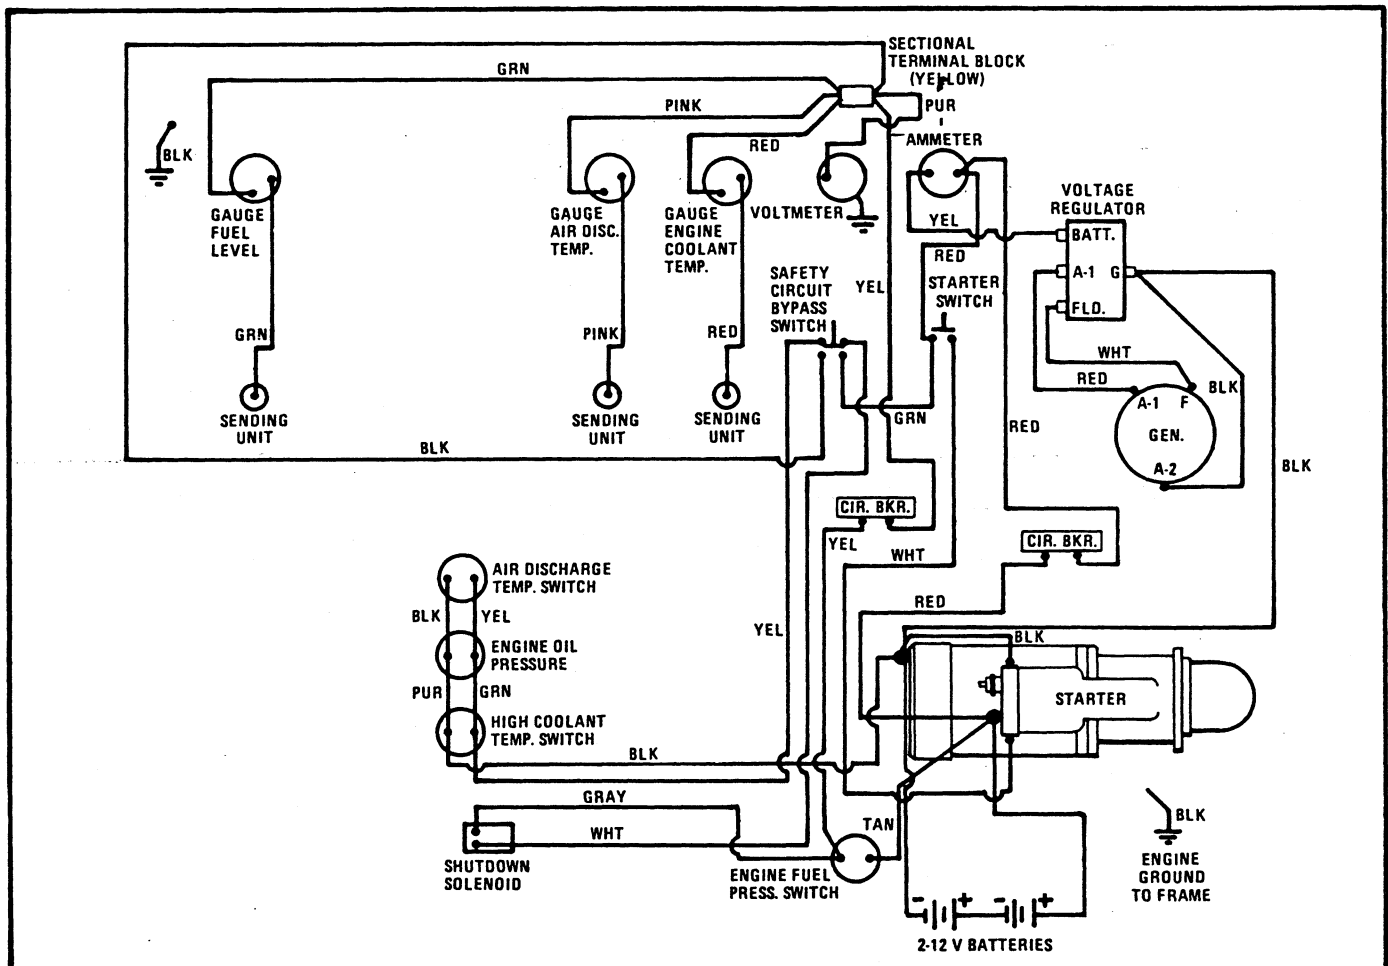 SECTIONAL
TERMINAL BLOCK
(YELLOW)
GRN
PINK
PUR
RED
AMMETER
BLK
VOLTAGE
REGULATOR
GAUGE
FUEL
LEVEL
GAUGE
AIR DISC.
TEMP.
GAUGE
ENGINE
COOLANT
TEMP.
VOLTMETER
YEL
BATT.
RED
SAFETY
CIRCUIT
BYPASS
SWITCH
YEL
STARTER
SWITCH
A-1 G
FLD.
GRN
PINK
RED
WHT
RED
BLK
A-1 F
GEN.
A-2
SENDING
UNIT
SENDING
UNIT
SENDING
UNIT
GRN
RED
BLK
BLK
CIR. BKR.
YEL
WHT
CIR. BKR.
AIR DISCHARGE
TEMP. SWITCH
BLK YEL
RED
YEL
BLK
ENGINE OIL
PRESSURE
PUR GRN
STARTER
HIGH COOLANT
TEMP. SWITCH
BLK
GRAY
WHT
TAN
BLK
SHUTDOWN
SOLENOID
ENGINE FUEL
PRESS. SWITCH
ENGINE
GROUND
TO FRAME
- + - +
2-12 V BATTERIES